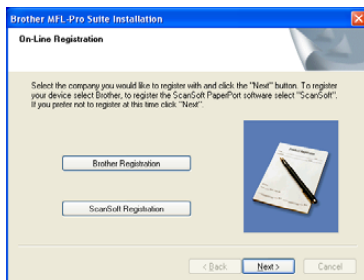 Brother MFL-Pro Suite Installation
On-Line Registration
Select the company you would like to register with and click the "Next" button. To register
your device select Brother, to register the ScanSoft PaperPort software select "ScanSoft".
If you prefer not to register at this time click "Next".
Brother Registration
ScanSoft Registration
< Back
Next >
Cancel